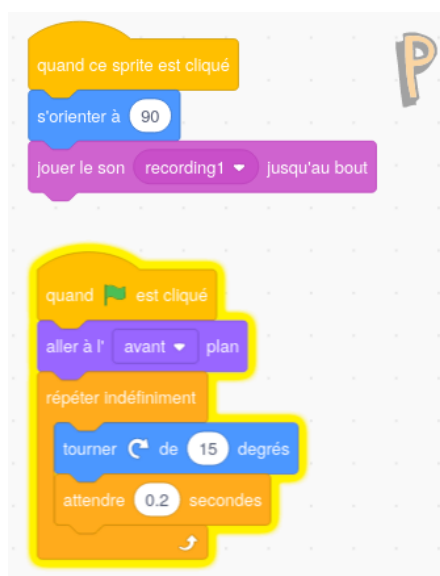 quand ce sprite est cliqué
P
s'orienter à 90
jouer le son recording1 jusqu'au bout
quand est cliqué
aller à l' avant plan
répéter indéfiniment
tourner de 15 degrés
attendre 0.2 secondes